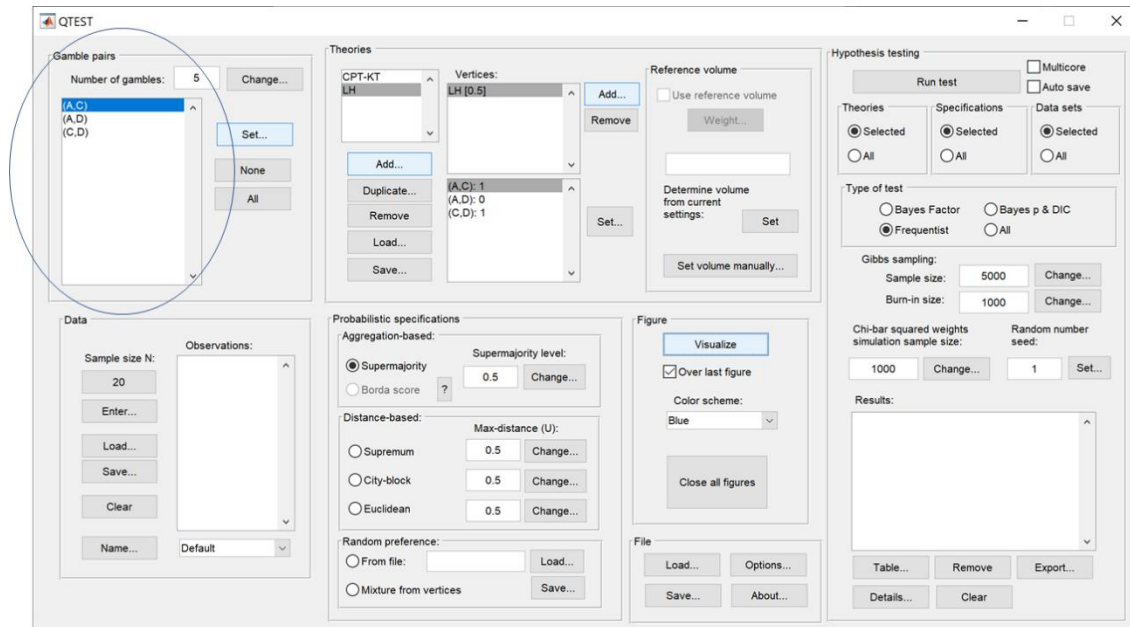 QTEST
Gamble pairs
Number of gambles: 5 Change...
(A,C)
(A,D)
(C,D)
Set...
None
All
Theories
CPT-KT
LH
Vertices:
LH [0.5]
Add...
Remove
Add...
Duplicate...
Remove
Load...
Save...
(A,C): 1
(A,D): 0
(C,D): 1
Set...
Reference volume
Use reference volume
Weight...
Determine volume
from current
settings:
Set
Set volume manually...
Hypothesis testing
Run test
Multicore
Auto save
Theories
Selected
All
Specifications
Selected
All
Data sets
Selected
All
Type of test
Bayes Factor Bayes p & DIC
Frequentist All
Gibbs sampling:
Sample size: 5000 Change...
Burn-in size: 1000 Change...
Chi-bar squared weights
simulation sample size:
1000 Change...
Random number
seed:
1 Set...
Results:
Table... Remove Export...
Details... Clear
Data
Sample size N:
20
Enter...
Load...
Save...
Clear
Name... Default
Observations:
Probabilistic specifications
Aggregation-based:
Supermajority
Borda score ?
Supermajority level:
0.5 Change...
Distance-based:
Max-distance (U):
Supremum 0.5 Change...
City-block 0.5 Change...
Euclidean 0.5 Change...
Random preference:
From file: Load...
Mixture from vertices Save...
Figure
Visualize
Over last figure
Color scheme:
Blue
Close all figures
File
Load... Options...
Save... About...